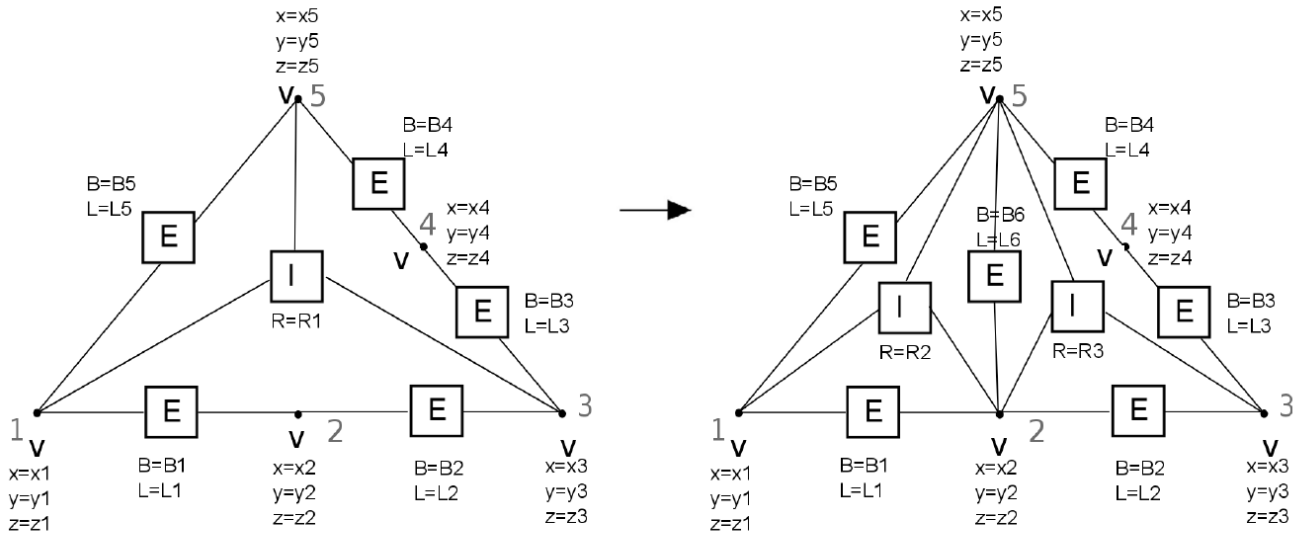 x=x5
y=y5
z=z5
v 5
B=B4
L=L4
E
B=B5
L=L5
E
x=x4
y=y4
z=z4
4
v
I
R=R1
E
B=B3
L=L3
1
v
x=x1
y=y1
z=z1
E
B=B1
L=L1
v 2
x=x2
y=y2
z=z2
E
B=B2
L=L2
3
v
x=x3
y=y3
z=z3
x=x5
y=y5
z=z5
v 5
B=B4
L=L4
E
B=B5
L=L5
E
B=B6
L=L6
E
x=x4
y=y4
z=z4
4
v
I
R=R2
I
R=R3
E
B=B3
L=L3
1
v
x=x1
y=y1
z=z1
E
B=B1
L=L1
v 2
x=x2
y=y2
z=z2
E
B=B2
L=L2
3
v
x=x3
y=y3
z=z3